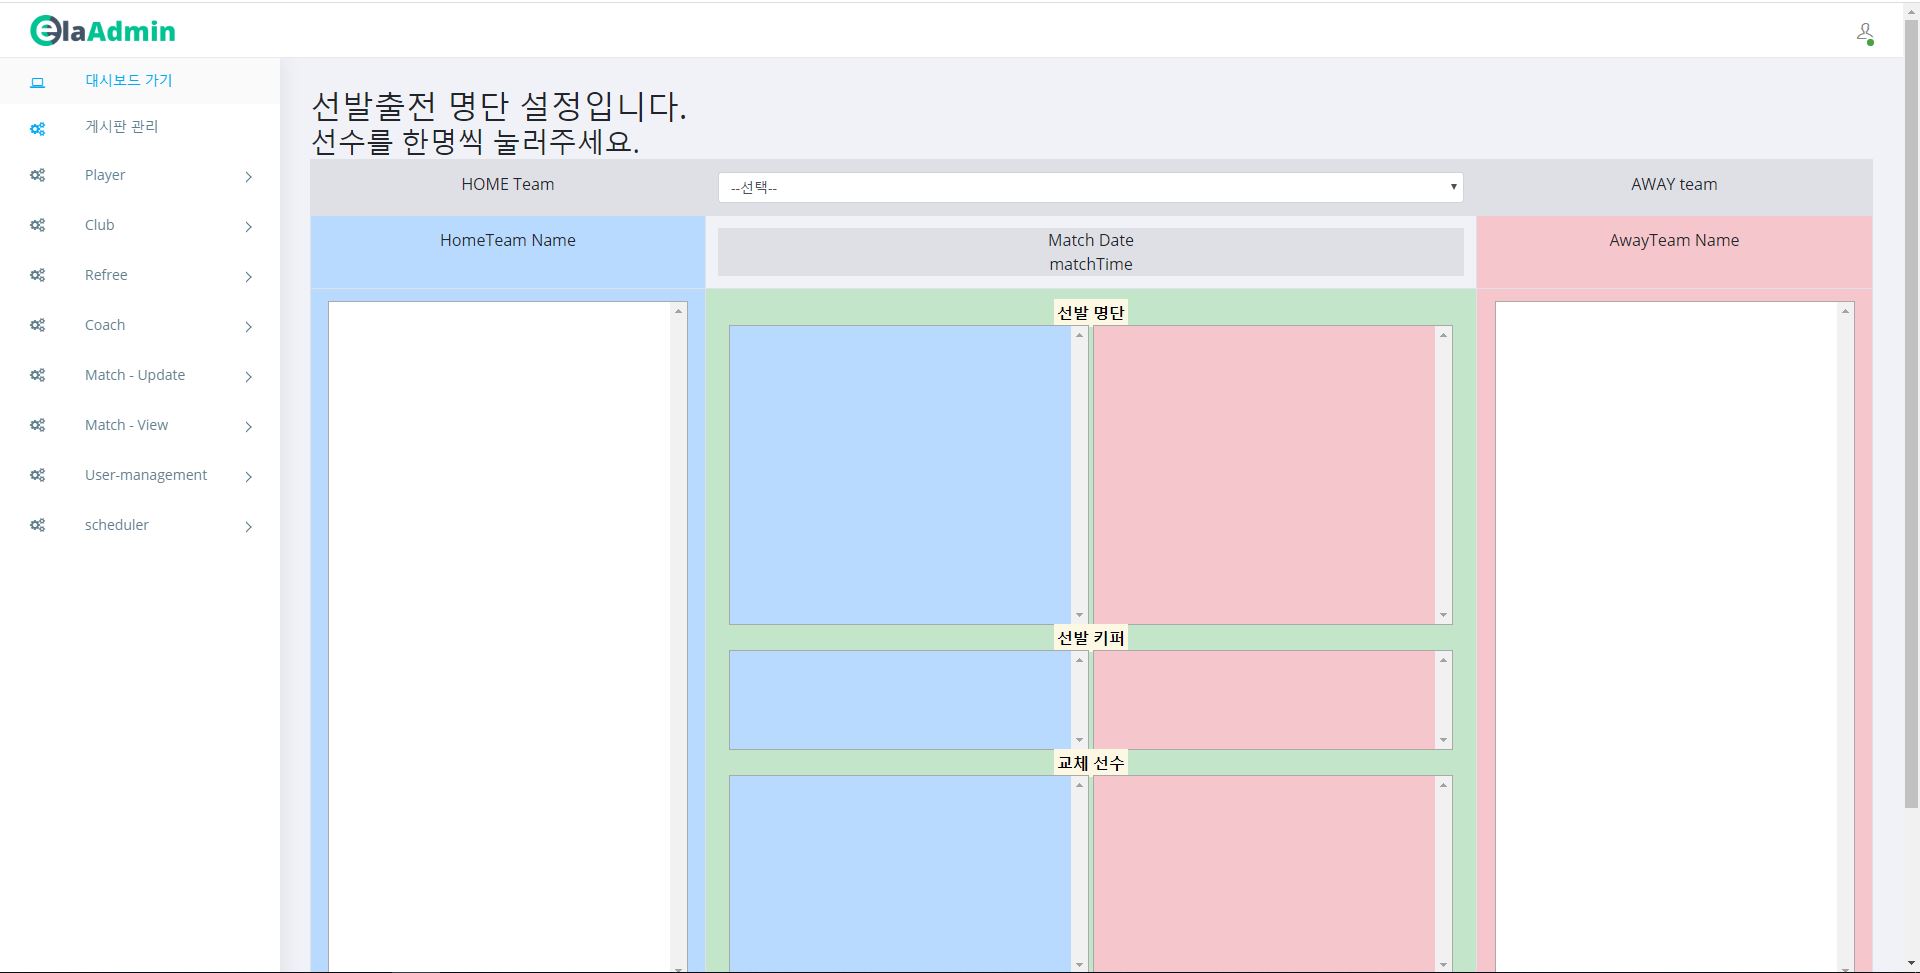 elaAdmin
대시보드 가기
게시판 관리
Player
Club
Refree
Coach
Match - Update
Match - View
User-management
scheduler
선발출전 명단 설정입니다.
선수를 한명씩 눌러주세요.
HOME Team
--선택--
AWAY team
HomeTeam Name
Match Date
matchTime
AwayTeam Name
선발 명단
선발 키퍼
교체 선수